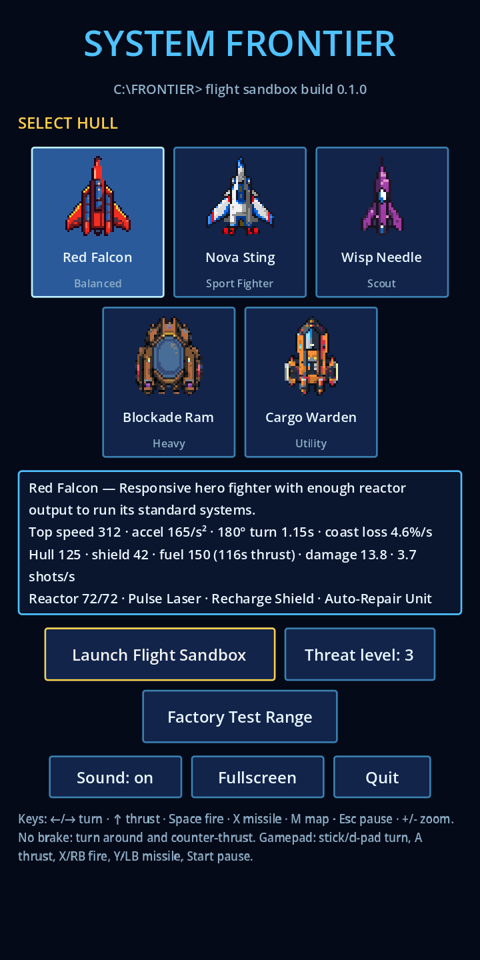 SYSTEM FRONTIER
C:\FRONTIER> flight sandbox build 0.1.0
SELECT HULL
Red Falcon
Balanced
Nova Sting
Sport Fighter
Wisp Needle
Scout
Blockade Ram
Heavy
Cargo Warden
Utility
Red Falcon — Responsive hero fighter with enough reactor
output to run its standard systems.
Top speed 312 · accel 165/s² · 180° turn 1.15s · coast loss 4.6%/s
Hull 125 · shield 42 · fuel 150 (116s thrust) · damage 13.8 · 3.7
shots/s
Reactor 72/72 · Pulse Laser · Recharge Shield · Auto-Repair Unit
Launch Flight Sandbox
Threat level: 3
Factory Test Range
Sound: on
Fullscreen
Quit
Keys: ←/→ turn · ↑ thrust · Space fire · X missile · M map · Esc pause · +/- zoom.
No brake: turn around and counter-thrust. Gamepad: stick/d-pad turn, A
thrust, X/RB fire, Y/LB missile, Start pause.